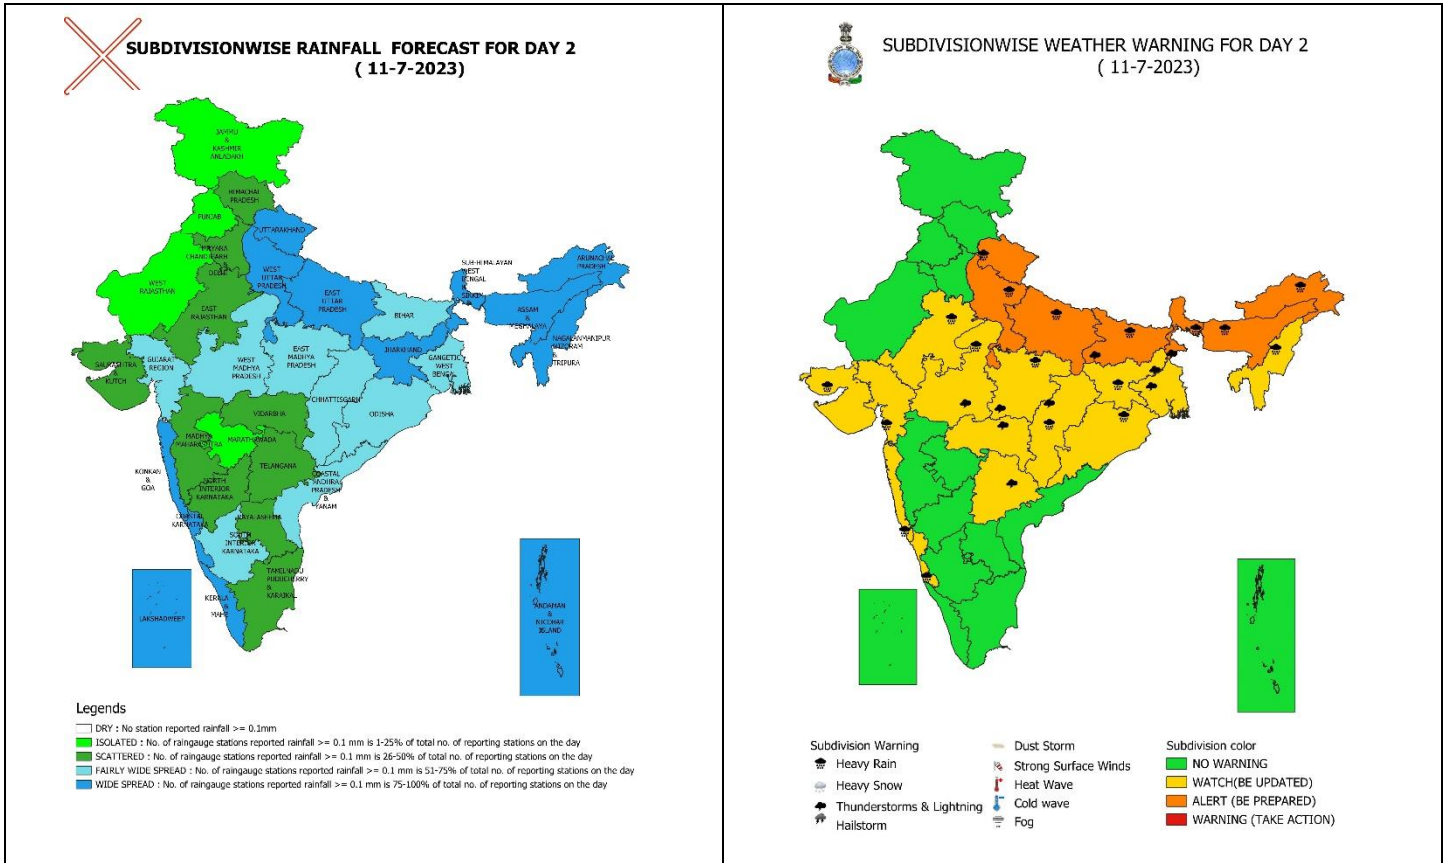 SUBDIVISIONWISE RAINFALL FORECAST FOR DAY 2
( 11-7-2023)
JAMMU
&
KASHMIR
ANLADAKH
HIMACHAL
PRADESH
PUNJAB
UTTARAKHAND
CHANDIGARH
DELHI
WEST
RAJASTHAN
WEST
UTTAR
PRADESH
EAST
UTTAR
PRADESH
EAST
RAJASTHAN
BIHAR
SUB-HIMALAYAN
WEST
BENGAL
&
SIKKIM
ARUNACHAL
PRADESH
ASSAM
&
MEGHALAYA
NAGALANMANIPUR
MIZORAM
&
TRIPURA
JHARKHAND
GANGETIC
WEST
BENGAL
GUJARAT
REGION
SAURASHTRA
&
KUTCH
WEST
MADHYA
PRADESH
EAST
MADHYA
PRADESH
CHHATTISGARH
ODISHA
VIDARBHA
MADHYA
MAHARASHTRA
MARATHAWADA
TELANGANA
KONKAN
&
GOA
NORTH
INTERIOR
KARNATAKA
COASTAL
ANDHRA
PRADESH
&
YANAM
COASTAL
KARNATAKA
RAYALASEEMA
SOUTH
INTERIOR
KARNATAKA
TAMILNADU
PUDUCHERRY
&
KARAIKAL
KERALA
&
MAHE
LAKSHADWEEP
ANDAMAN
&
NICOBAR
ISLAND
Legends
DRY : No station reported rainfall >= 0.1mm
ISOLATED : No. of raingauge stations reported rainfall >= 0.1 mm is 1-25% of total no. of reporting stations on the day
SCATTERED : No. of raingauge stations reported rainfall >= 0.1 mm is 26-50% of total no. of reporting stations on the day
FAIRLY WIDE SPREAD : No. of raingauge stations reported rainfall >= 0.1 mm is 51-75% of total no. of reporting stations on the day
WIDE SPREAD : No. of raingauge stations reported rainfall >= 0.1 mm is 75-100% of total no. of reporting stations on the day
SUBDIVISIONWISE WEATHER WARNING FOR DAY 2
( 11-7-2023)
Subdivision Warning
Heavy Rain
Heavy Snow
Thunderstorms & Lightning
Hailstorm
Dust Storm
Strong Surface Winds
Heat Wave
Cold wave
Fog
Subdivision color
NO WARNING
WATCH(BE UPDATED)
ALERT (BE PREPARED)
WARNING (TAKE ACTION)